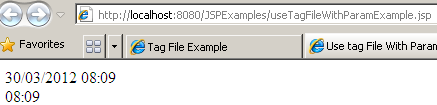 http://localhost:8080/JSPExamples/useTagFileWithParamExample.jsp
Favorites
Tag File Example
Use tag File With Param
30/03/2012 08:09
08:09